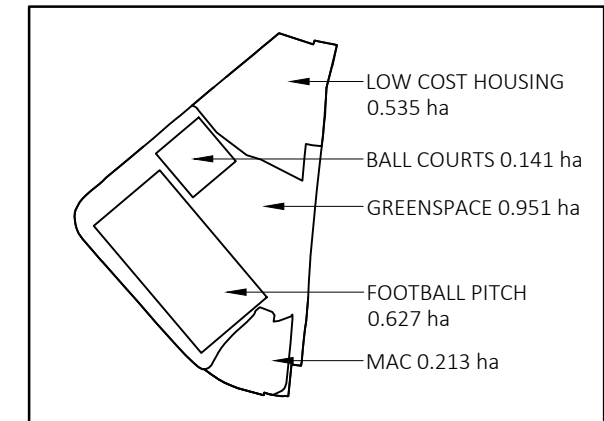 LOW COST HOUSING
0.535 ha
BALL COURTS 0.141 ha
GREENSPACE 0.951 ha
FOOTBALL PITCH
0.627 ha
MAC 0.213 ha